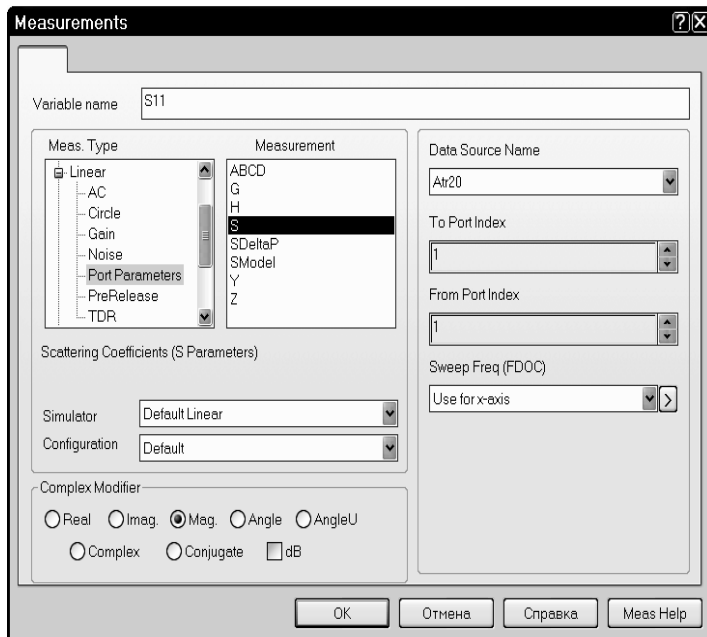 Measurements
Variable name
S11
Meas. Type
Linear
AC
Circle
Gain
Noise
Port Parameters
PreRelease
TDR
Measurement
ABCD
G
H
S
SDeltaP
SModel
Y
Z
Scattering Coefficients (S Parameters)
Simulator
Default Linear
Configuration
Default
Data Source Name
Atr20
To Port Index
1
From Port Index
1
Sweep Freq (FDOC)
Use for x-axis
>
Complex Modifier
Real Imag. Mag. Angle AngleU
Complex Conjugate dB
OK Отмена Справка Meas Help